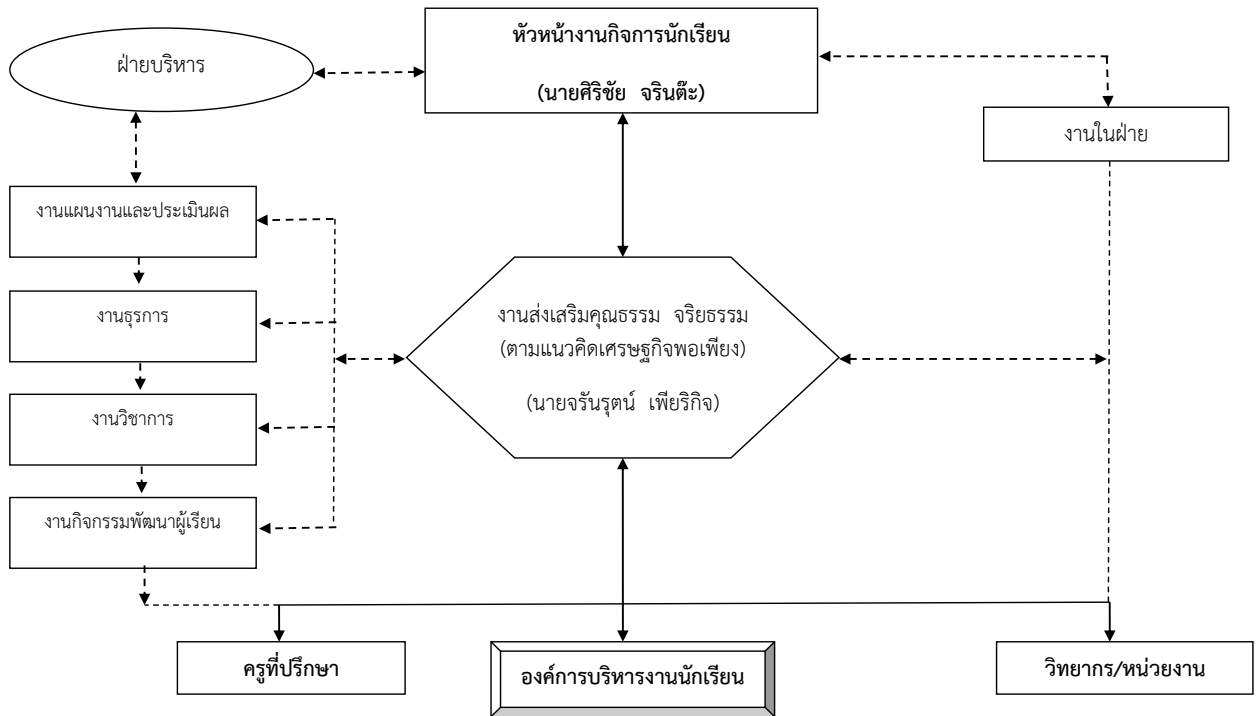 หัวหน้างานกิจการนักเรียน
(นายศิริชัย จรินต๊ะ)
ฝ่ายบริหาร
งานในฝ่าย
งานแผนงานและประเมินผล
งานธุรการ
งานวิชาการ
งานกิจกรรมพัฒนาผู้เรียน
งานส่งเสริมคุณธรรม จริยธรรม
(ตามแนวคิดเศรษฐกิจพอเพียง)
(นายจรันรุตน์ เพียริกิจ)
ครูที่ปรึกษา
องค์การบริหารงานนักเรียน
วิทยากร/หน่วยงาน